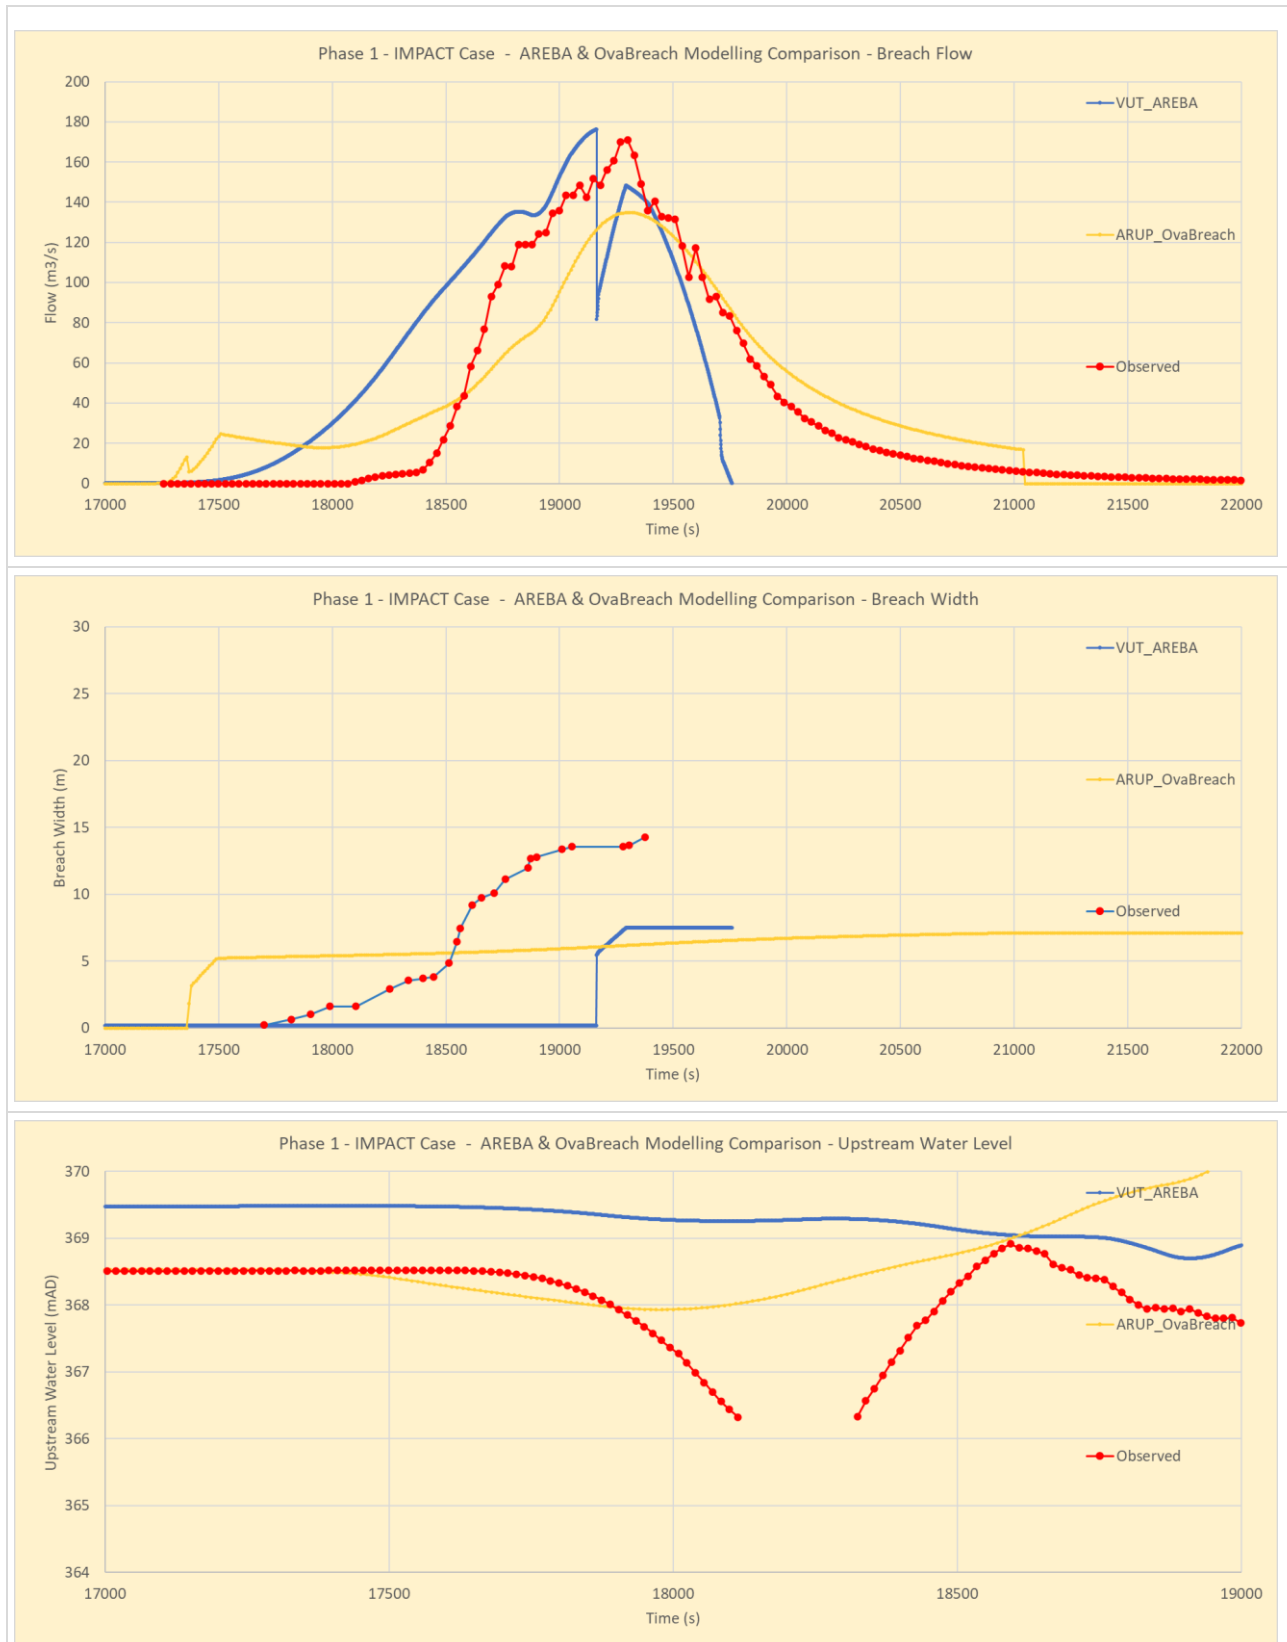 Phase 1 - IMPACT Case - AREBA & OvaBreach Modelling Comparison - Breach Flow
200
180
160
140
120
100
80
60
40
20
0
Flow (m3/s)
VUT_AREBA
ARUP_OvaBreach
Observed
17000 17500 18000 18500 19000 19500 20000 20500 21000 21500 22000
Time (s)
Phase 1 - IMPACT Case - AREBA & OvaBreach Modelling Comparison - Breach Width
30
25
20
15
10
5
0
Breach Width (m)
VUT_AREBA
ARUP_OvaBreach
Observed
17000 17500 18000 18500 19000 19500 20000 20500 21000 21500 22000
Time (s)
Phase 1 - IMPACT Case - AREBA & OvaBreach Modelling Comparison - Upstream Water Level
370
369
368
367
366
365
364
Upstream Water Level (mAD)
VUT_AREBA
ARUP_OvaBreach
Observed
17000 17500 18000 18500 19000
Time (s)